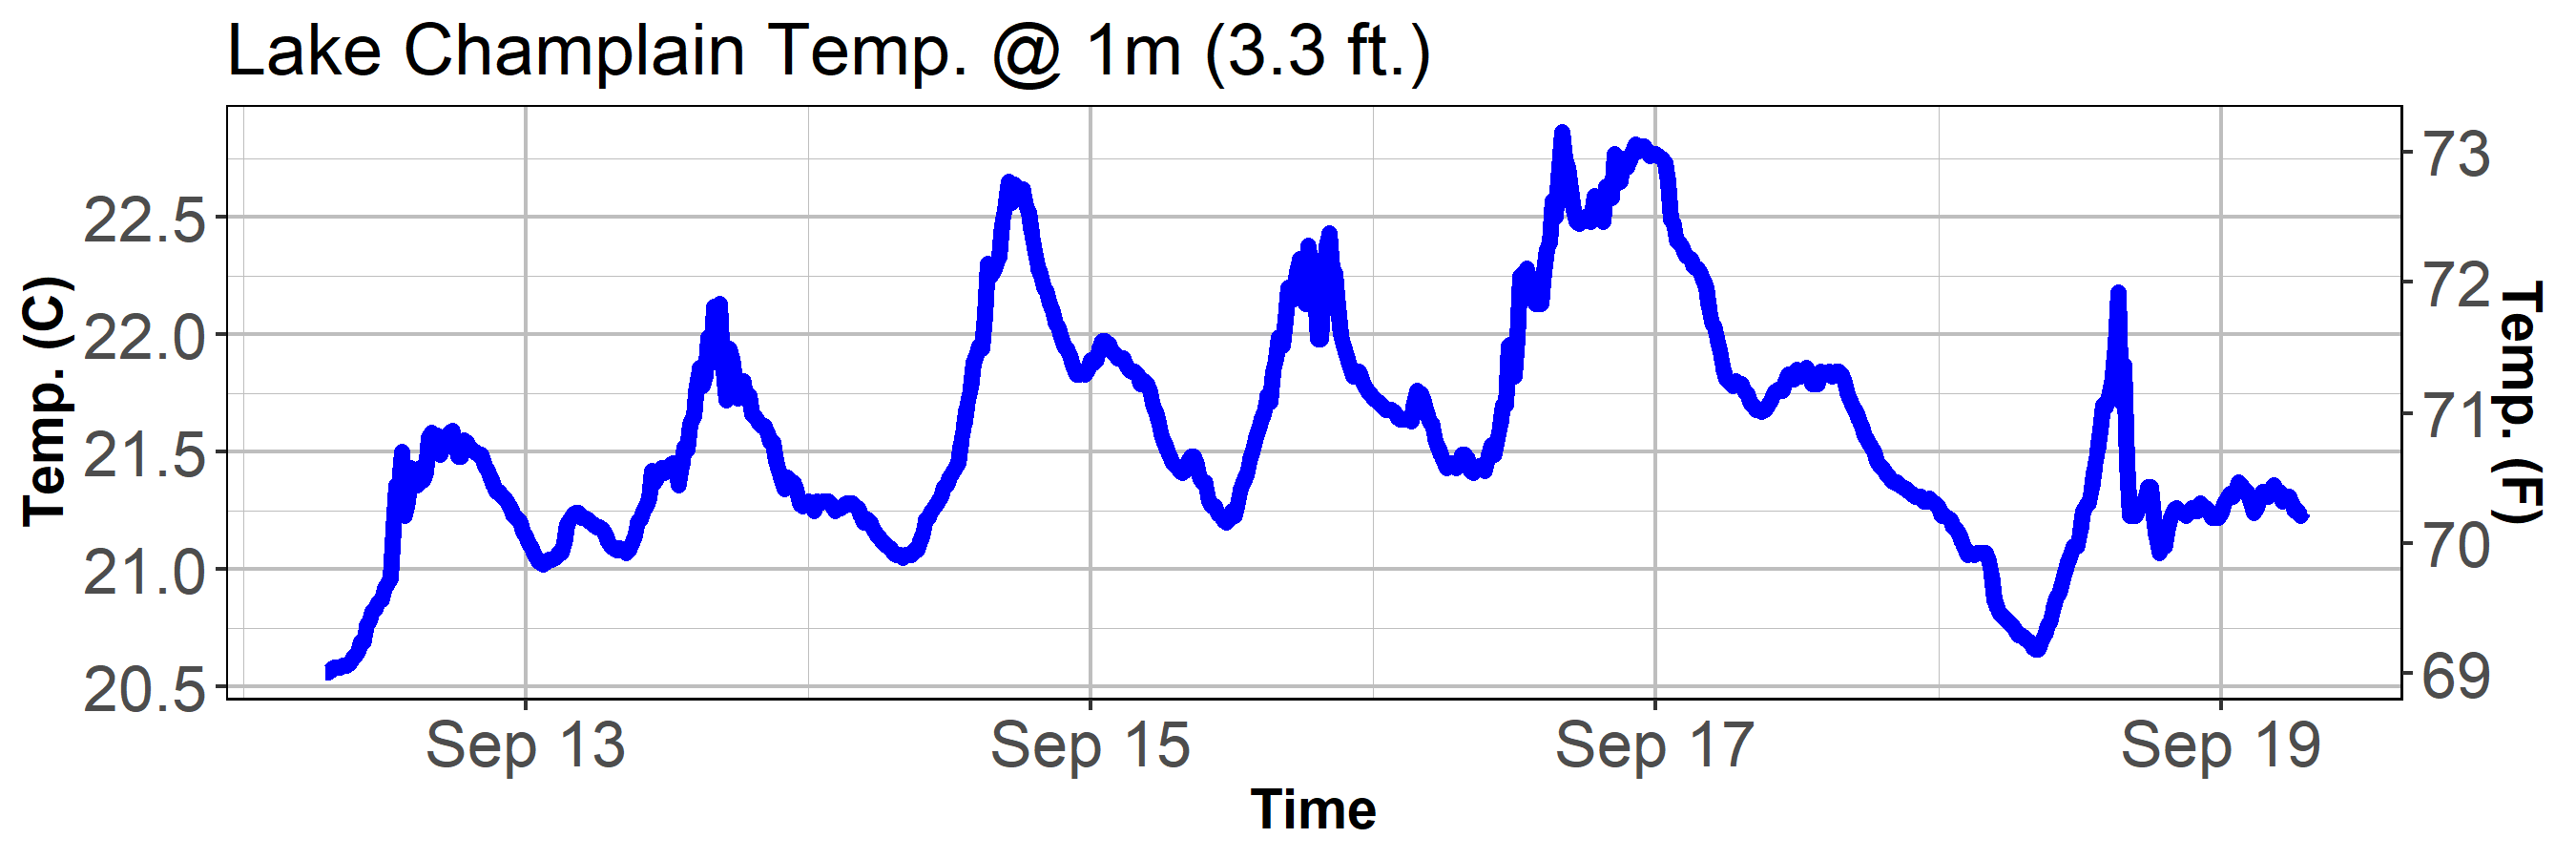 Lake Champlain Temp. @ 1m (3.3 ft.)
Temp. (C)
22.5
22.0
21.5
21.0
20.5
73
72
71
70
69
Temp. (F)
Sep 13 Sep 15 Sep 17 Sep 19
Time